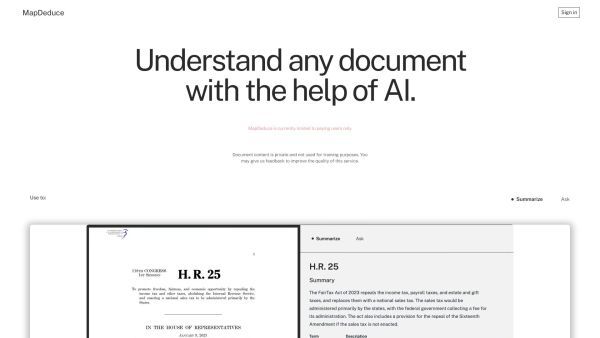 MapDeduce
Sign in
Understand any document
with the help of AI.
MapDeduce is currently limited to paying users only.
Document content is private and not used for training purposes. You
may give us feedback to improve the quality of this service.
Use to:
Summarize
Ask
118TH CONGRESS
1ST SESSION
H. R. 25
To promote freedom, fairness, and economic opportunity by repealing the
income tax and other taxes, abolishing the Internal Revenue Service,
and enacting a national sales tax to be administered primarily by the
States.
IN THE HOUSE OF REPRESENTATIVES
JANUARY 9, 2023
Summarize
Ask
H.R. 25
Summary
The FairTax Act of 2023 repeals the income tax, payroll taxes, and estate and gift
taxes, and replaces them with a national sales tax. The sales tax would be
administered primarily by the states, with the federal government collecting a fee for
its administration. The act also includes a provision for the repeal of the Sixteenth
Amendment if the sales tax is not enacted.
Term
Description